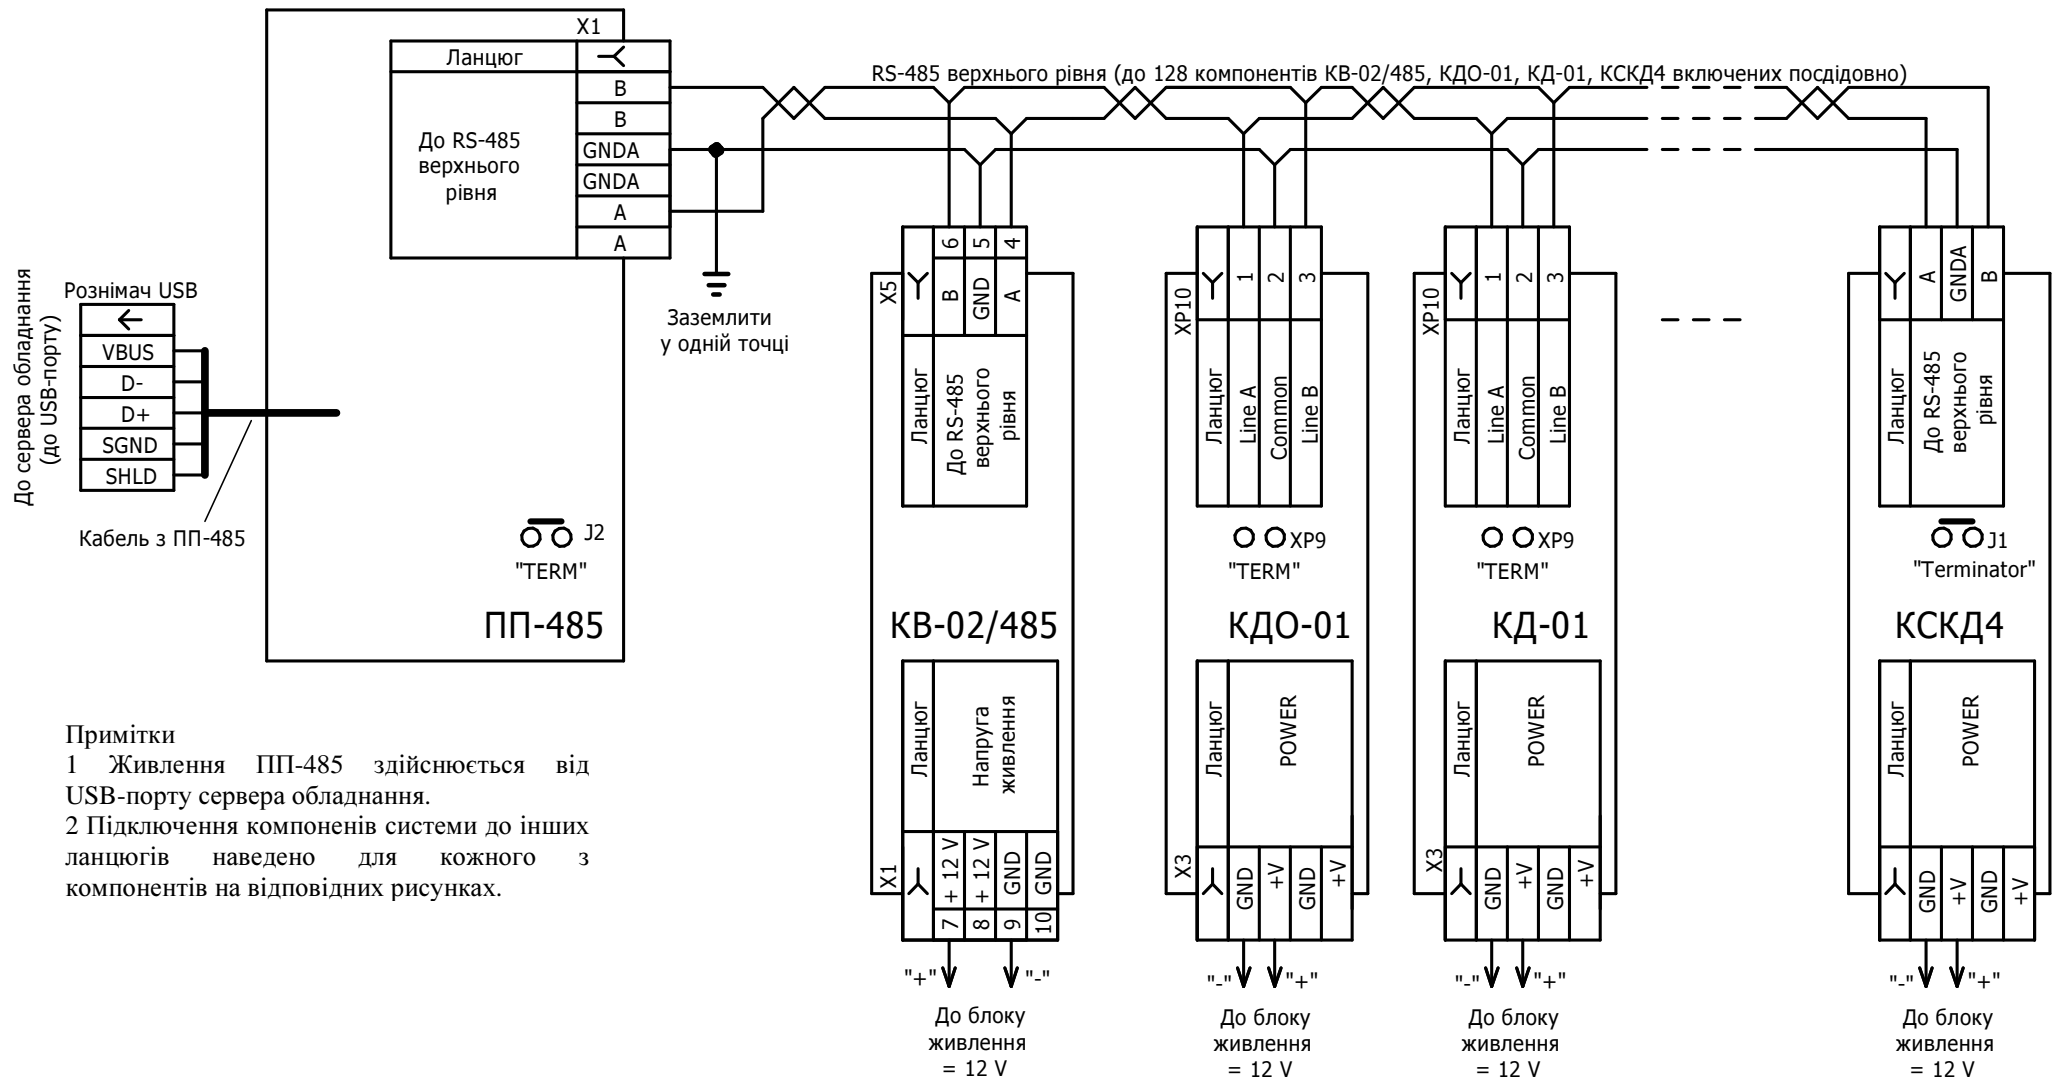 X1
Ланцюг
B
B
GNDA
GNDA
A
A
До RS-485
верхнього
рівня
RS-485 верхнього рівня (до 128 компонентів КВ-02/485, КДО-01, КД-01, КСКД4 включених посдідовно)
Заземлити
у одній точці
До сервера обладнання
(до USB-порту)
Рознімач USB
VBUS
D-
D+
SGND
SHLD
Кабель з ПП-485
J2
"TERM"
ПП-485
X5
6
5
4
B
GND
A
Ланцюг
До RS-485
верхнього
рівня
КВ-02/485
Ланцюг
Напруга
живлення
X1
+ 12 V
+ 12 V
GND
GND
7
8
9
10
"+"
"-"
До блоку
живлення
= 12 V
XP10
1
2
3
Ланцюг
Line A
Common
Line B
XP9
"TERM"
КДО-01
Ланцюг
POWER
X3
GND
+V
GND
+V
"-"
"+"
До блоку
живлення
= 12 V
XP10
1
2
3
Ланцюг
Line A
Common
Line B
XP9
"TERM"
КД-01
Ланцюг
POWER
X3
GND
+V
GND
+V
"-"
"+"
До блоку
живлення
= 12 V
A
GNDA
B
Ланцюг
До RS-485
верхнього
рівня
J1
"Terminator"
КСКД4
Ланцюг
POWER
GND
+V
GND
+V
"-"
"+"
До блоку
живлення
= 12 V
Примітки
1 Живлення ПП-485 здійснюється від
USB-порту сервера обладнання.
2 Підключення компоненів системи до інших
ланцюгів наведено для кожного з
компонентів на відповідних рисунках.